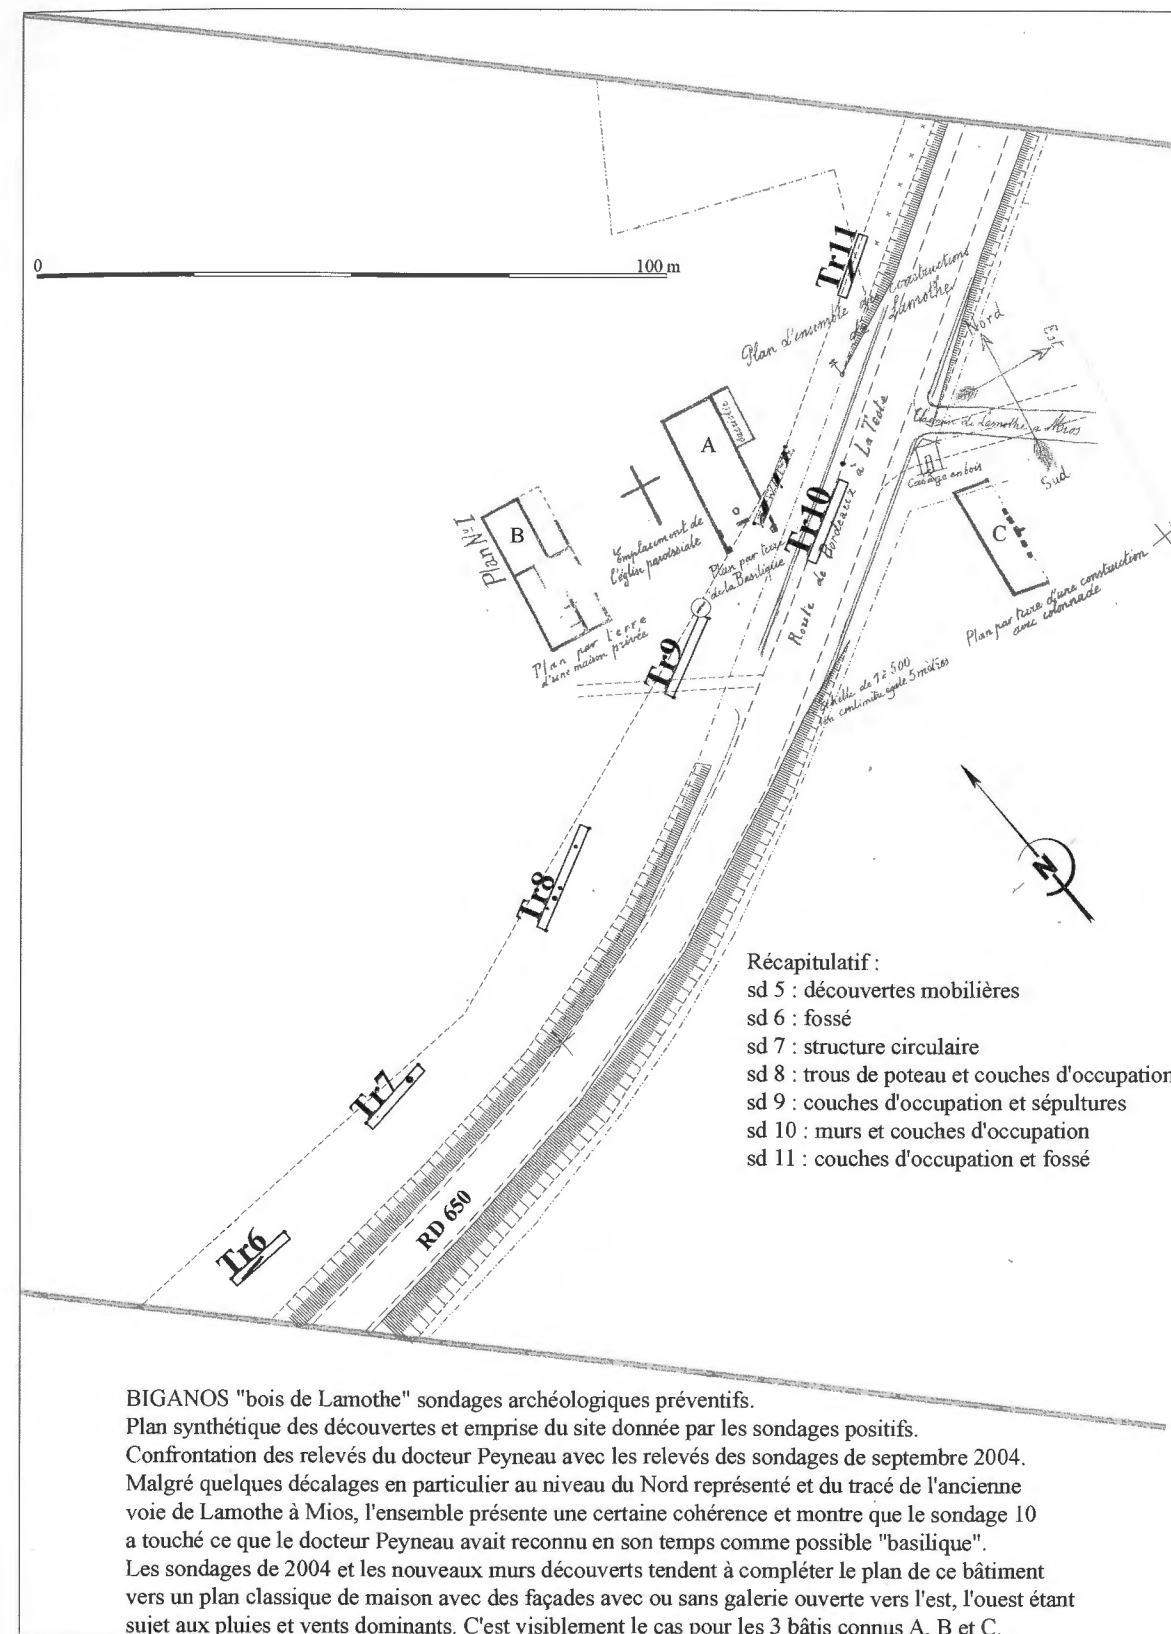 0
100 m
Tr11
Plan d'ensemble des Constructions
Lamothe
Nord
Est
Sud
Chemin de Lamothe à Mios
A
Sacristie
B
Plan N=1
Emplacement de
l'église paroissiale
Plan par terre
de la Basilique
Tr10
Route de Bordeaux à La Teste
C
Plan par terre d'une construction
avec colonnade
Plan par terre
d'une maison privée
Tr9
Echelle de 1 à 500
un centimètre egale 5 mètres
Tr8
N
Récapitulatif :
sd 5 : découvertes mobilières
sd 6 : fossé
sd 7 : structure circulaire
sd 8 : trous de poteau et couches d'occupation
sd 9 : couches d'occupation et sépultures
sd 10 : murs et couches d'occupation
sd 11 : couches d'occupation et fossé
Tr7
RD 650
Tr6
BIGANOS "bois de Lamothe" sondages archéologiques préventifs.
Plan synthétique des découvertes et emprise du site donnée par les sondages positifs.
Confrontation des relevés du docteur Peyneau avec les relevés des sondages de septembre 2004.
Malgré quelques décalages en particulier au niveau du Nord représenté et du tracé de l'ancienne
voie de Lamothe à Mios, l'ensemble présente une certaine cohérence et montre que le sondage 10
a touché ce que le docteur Peyneau avait reconnu en son temps comme possible "basilique".
Les sondages de 2004 et les nouveaux murs découverts tendent à compléter le plan de ce bâtiment
vers un plan classique de maison avec des façades avec ou sans galerie ouverte vers l'est, l'ouest étant
sujet aux pluies et vents dominants. C'est visiblement le cas pour les 3 bâtis connus A, B et C.